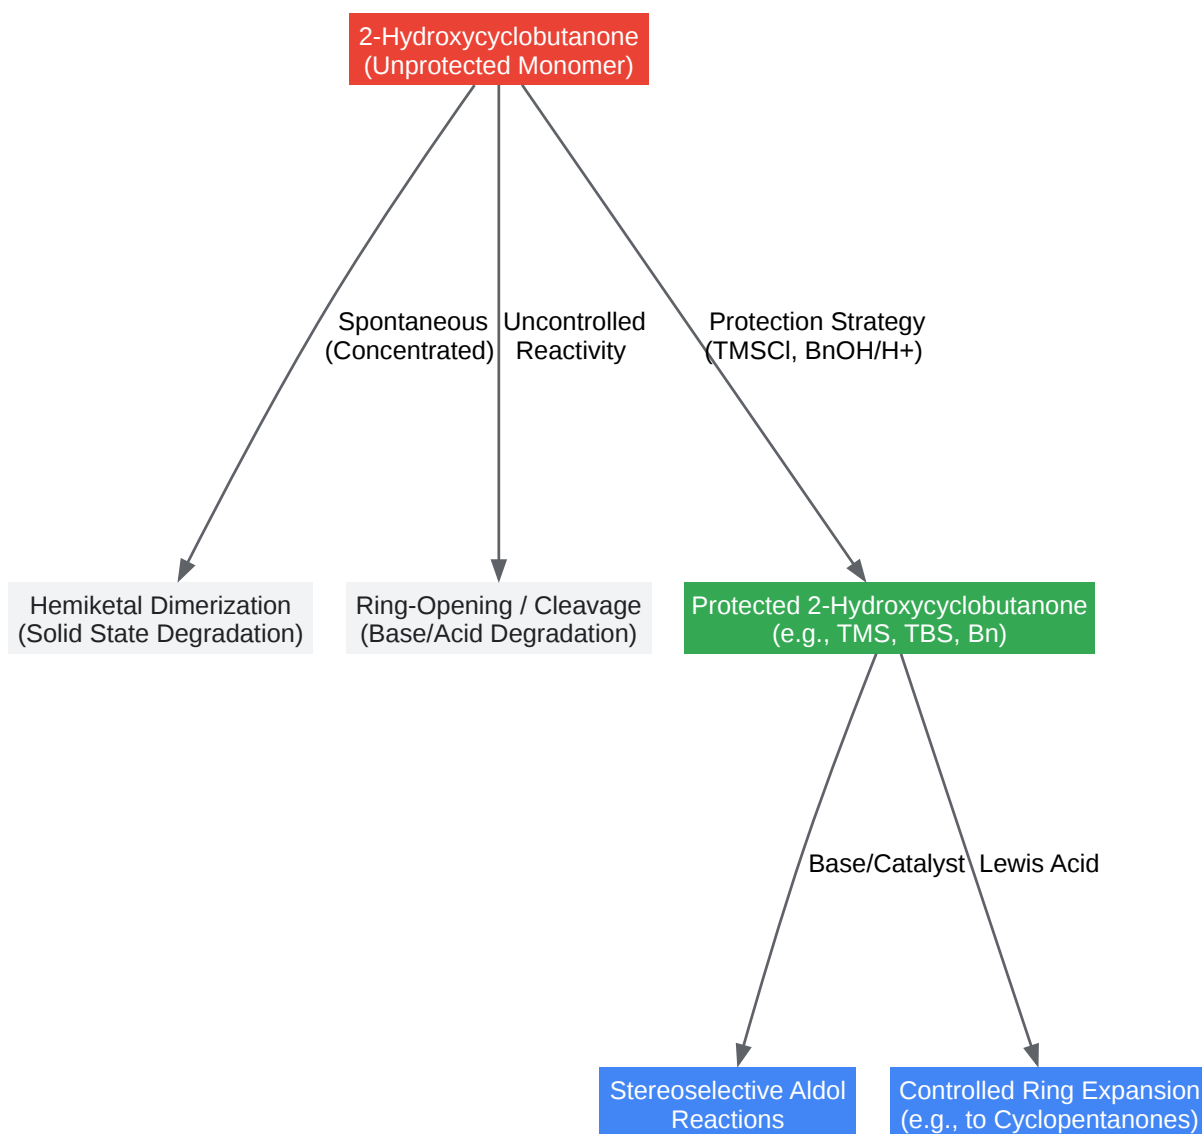 2-Hydroxycyclobutanone
(Unprotected Monomer)
Spontaneous
(Concentrated)
Uncontrolled
Reactivity
Protection Strategy
(TMSCl, BnOH/H+)
Hemiketal Dimerization
(Solid State Degradation)
Ring-Opening / Cleavage
(Base/Acid Degradation)
Protected 2-Hydroxycyclobutanone
(e.g., TMS, TBS, Bn)
Base/Catalyst
Lewis Acid
Stereoselective Aldol
Reactions
Controlled Ring Expansion
(e.g., to Cyclopentanones)